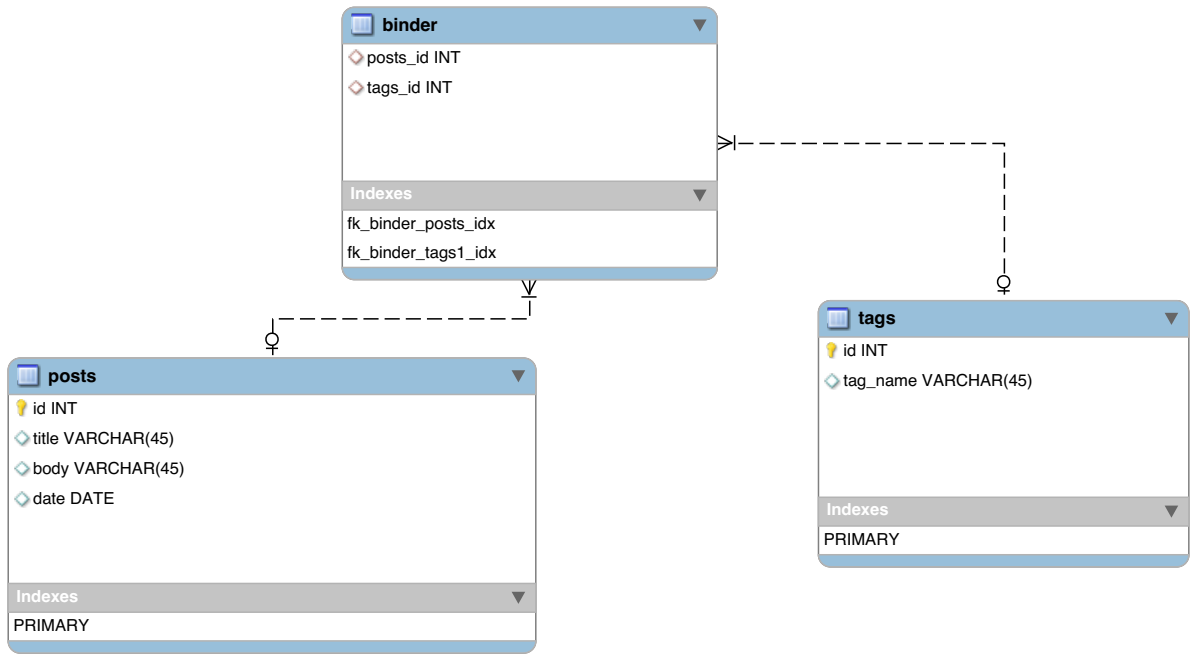 binder
posts_id INT
tags_id INT
Indexes
fk_binder_posts_idx
fk_binder_tags1_idx
posts
id INT
title VARCHAR(45)
body VARCHAR(45)
date DATE
Indexes
PRIMARY
tags
id INT
tag_name VARCHAR(45)
Indexes
PRIMARY